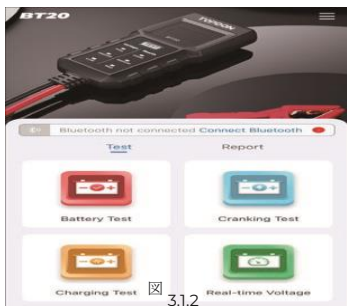 BT20
TOPDON
Bluetooth not connected Connect Bluetooth
Test Report
Battery Test Cranking Test
Charging Test Real-time Voltage
図
3.1.2